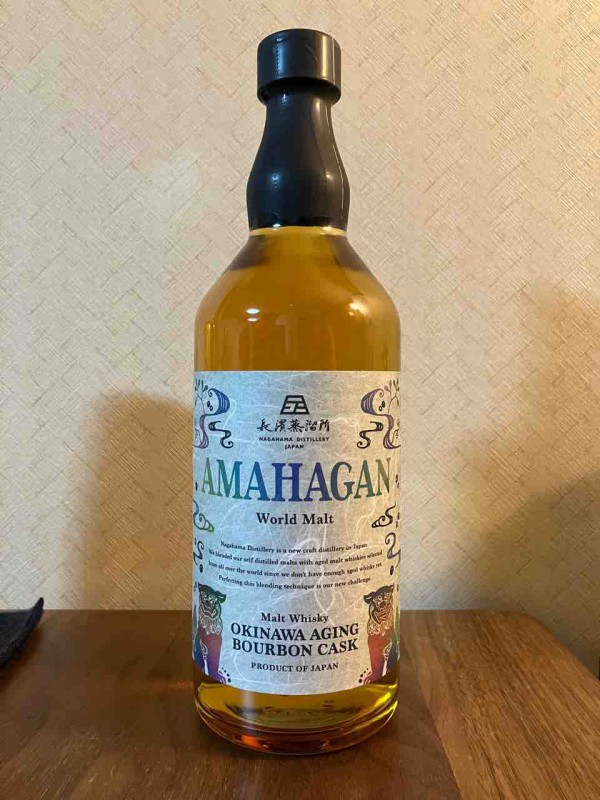 長濱蒸溜所
NAGAHAMA DISTILLERY
JAPAN
AMAHAGAN
World Malt
Nagahama Distillery is a new craft distillery in Japan.
We blended our self distilled malts with aged malt whiskies selected
from all over the world since we don't have enough aged whisky yet.
Perfecting this blending technique is our new challenge
Malt Whisky
OKINAWA AGING
BOURBON CASK
PRODUCT OF JAPAN